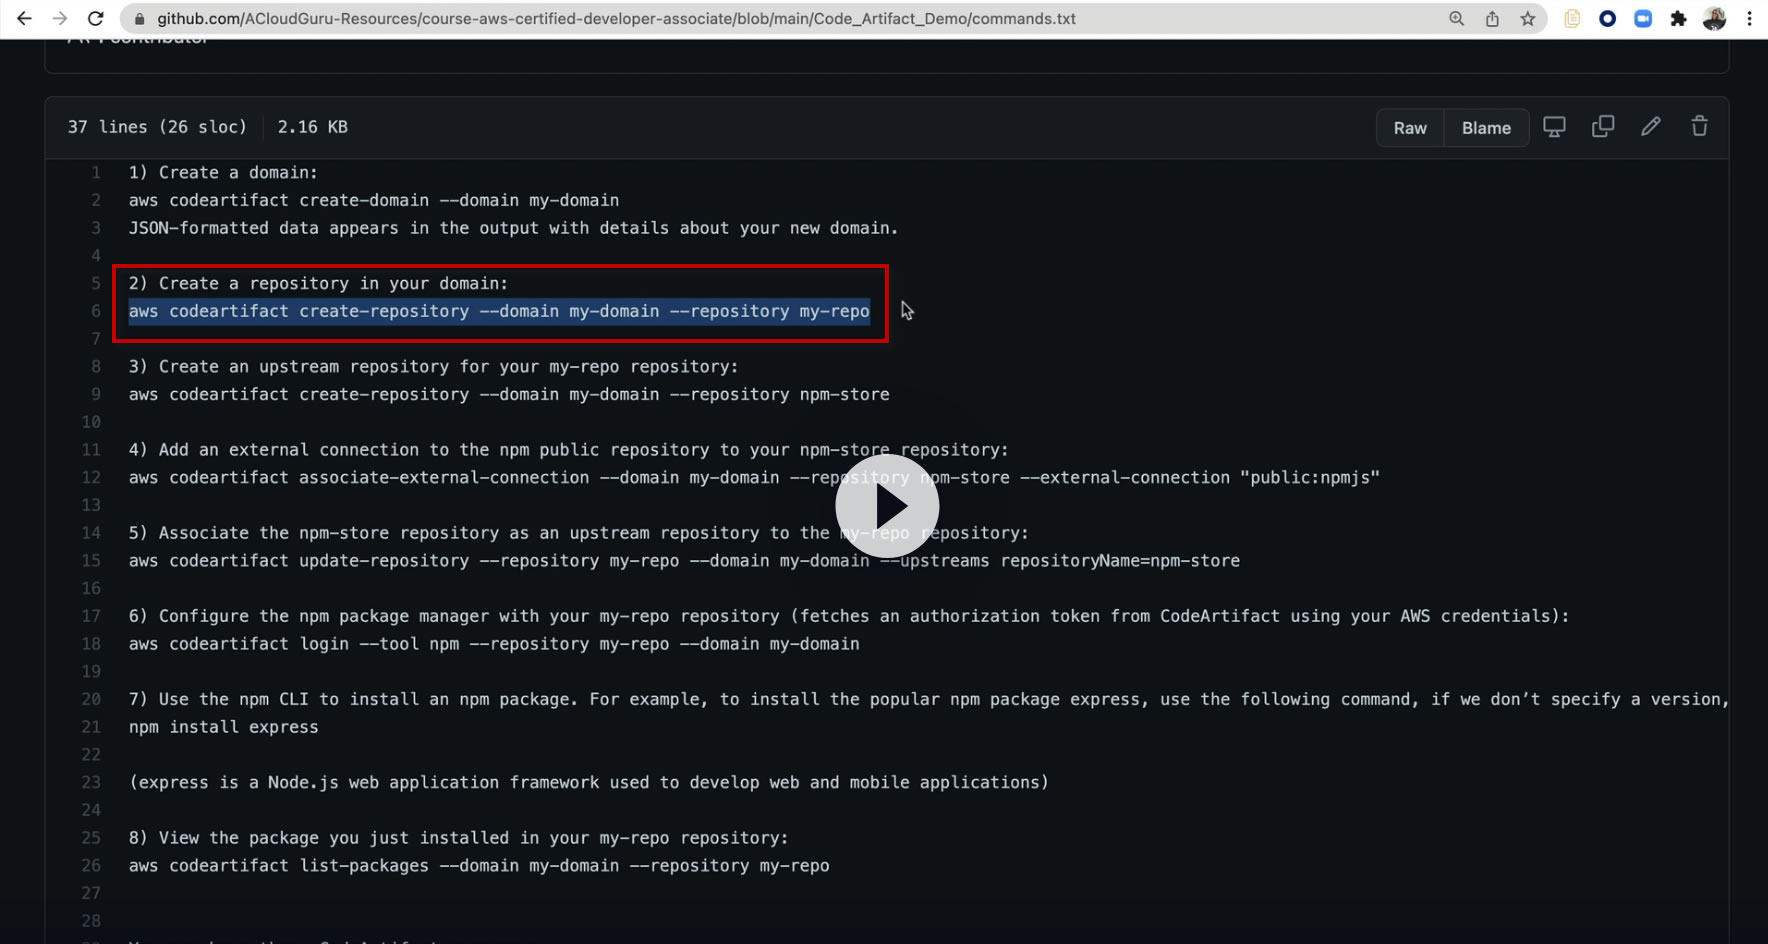 github.com/ACloudGuru-Resources/course-aws-certified-developer-associate/blob/main/Code_Artifact_Demo/commands.txt
37 lines (26 sloc) 2.16 KB
Raw Blame
1 1) Create a domain:
2 aws codeartifact create-domain --domain my-domain
3 JSON-formatted data appears in the output with details about your new domain.
4
5 2) Create a repository in your domain:
6 aws codeartifact create-repository --domain my-domain --repository my-repo
7
8 3) Create an upstream repository for your my-repo repository:
9 aws codeartifact create-repository --domain my-domain --repository npm-store
10
11 4) Add an external connection to the npm public repository to your npm-store repository:
12 aws codeartifact associate-external-connection --domain my-domain --repository npm-store --external-connection "public:npmjs"
13
14 5) Associate the npm-store repository as an upstream repository to the my-repo repository:
15 aws codeartifact update-repository --repository my-repo --domain my-domain --upstreams repositoryName=npm-store
16
17 6) Configure the npm package manager with your my-repo repository (fetches an authorization token from CodeArtifact using your AWS credentials):
18 aws codeartifact login --tool npm --repository my-repo --domain my-domain
19
20 7) Use the npm CLI to install an npm package. For example, to install the popular npm package express, use the following command, if we don’t specify a version,
21 npm install express
22
23 (express is a Node.js web application framework used to develop web and mobile applications)
24
25 8) View the package you just installed in your my-repo repository:
26 aws codeartifact list-packages --domain my-domain --repository my-repo
27
28